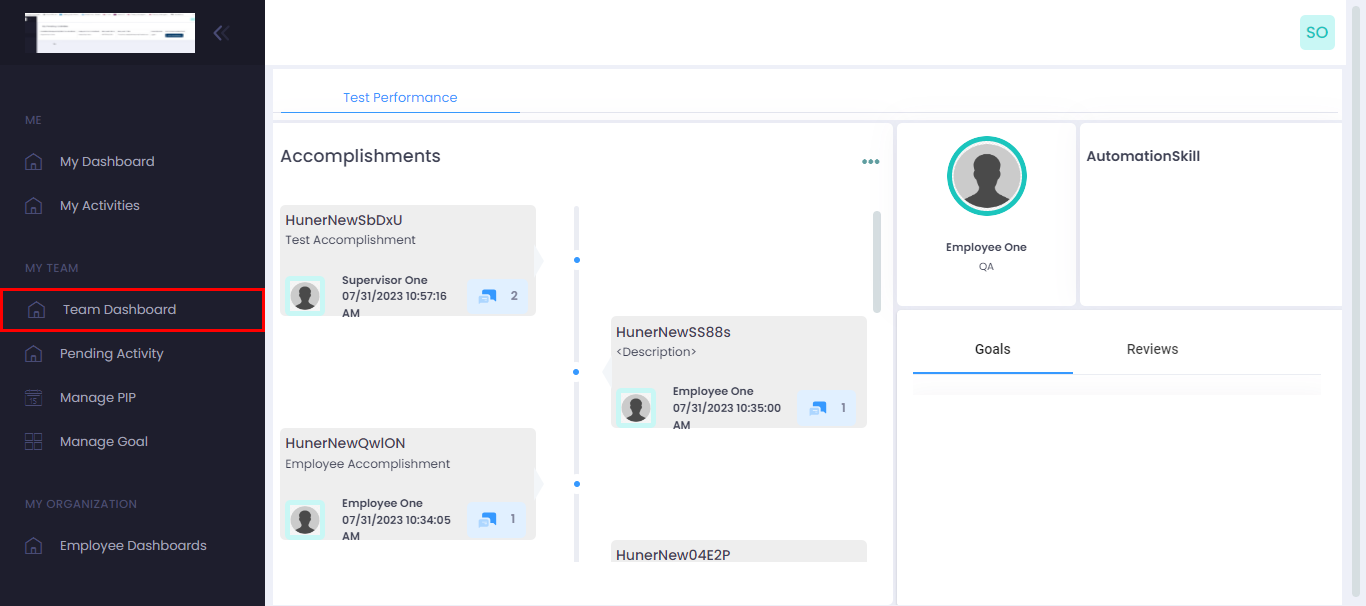 SO
ME
My Dashboard
My Activities
MY TEAM
Team Dashboard
Pending Activity
15
Manage PIP
Manage Goal
MY ORGANIZATION
Employee Dashboards
Test Performance
Accomplishments
HunerNewSbDxU
Test Accomplishment
Supervisor One
07/31/2023 10:57:16
AM
2
HunerNewSS88s
<Description>
Employee One
07/31/2023 10:35:00
AM
1
HunerNewQwlON
Employee Accomplishment
Employee One
07/31/2023 10:34:05
AM
1
HunerNew04E2P
Employee One
QA
AutomationSkill
Goals
Reviews